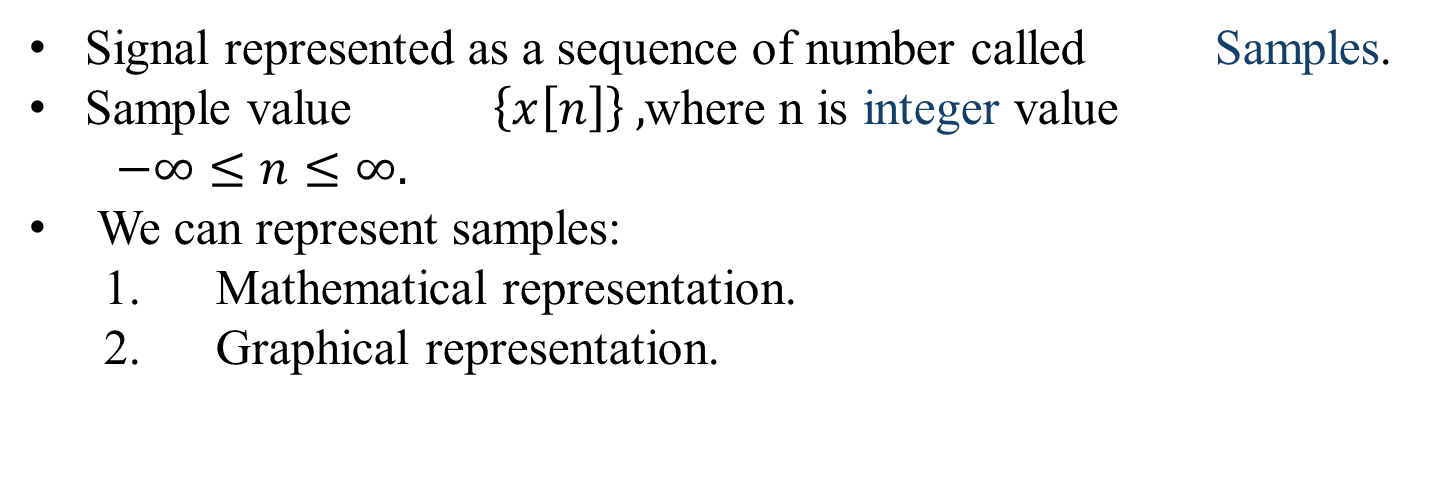 • Signal represented as a sequence of number called Samples.
• Sample value {x[n]} ,where n is integer value
−∞ ≤ n ≤ ∞.
• We can represent samples:
1. Mathematical representation.
2. Graphical representation.